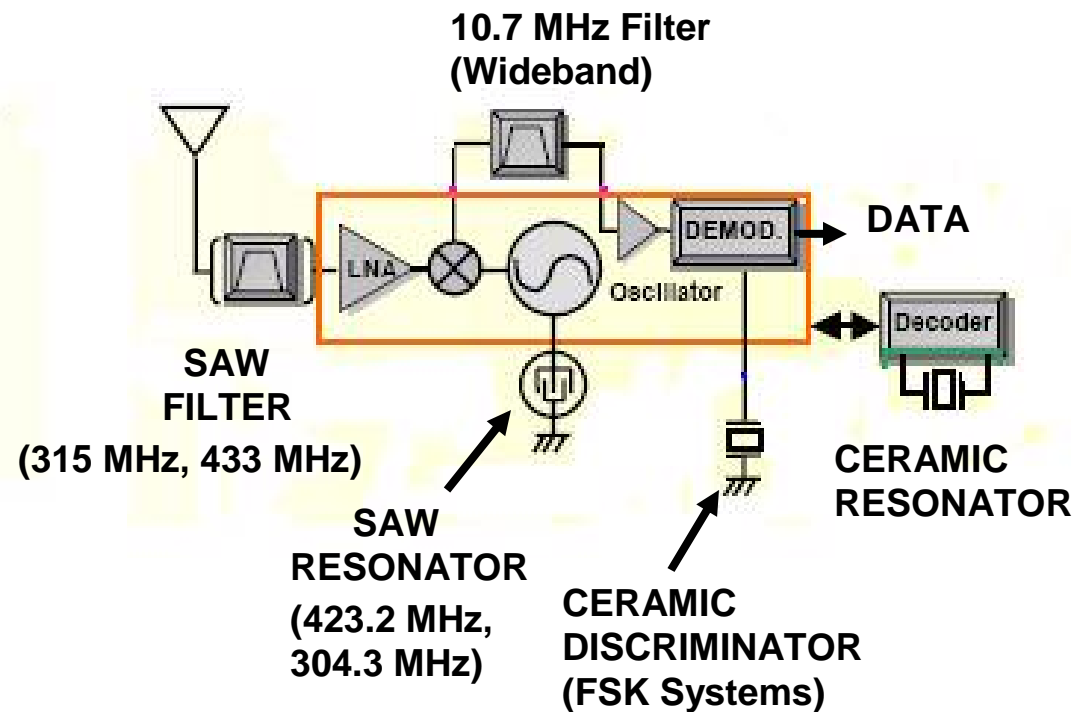 10.7 MHz Filter
(Wideband)
LNA
Oscillator
DEMOD.
DATA
Decoder
SAW
FILTER
(315 MHz, 433 MHz)
SAW
RESONATOR
(423.2 MHz,
304.3 MHz)
CERAMIC
DISCRIMINATOR
(FSK Systems)
CERAMIC
RESONATOR